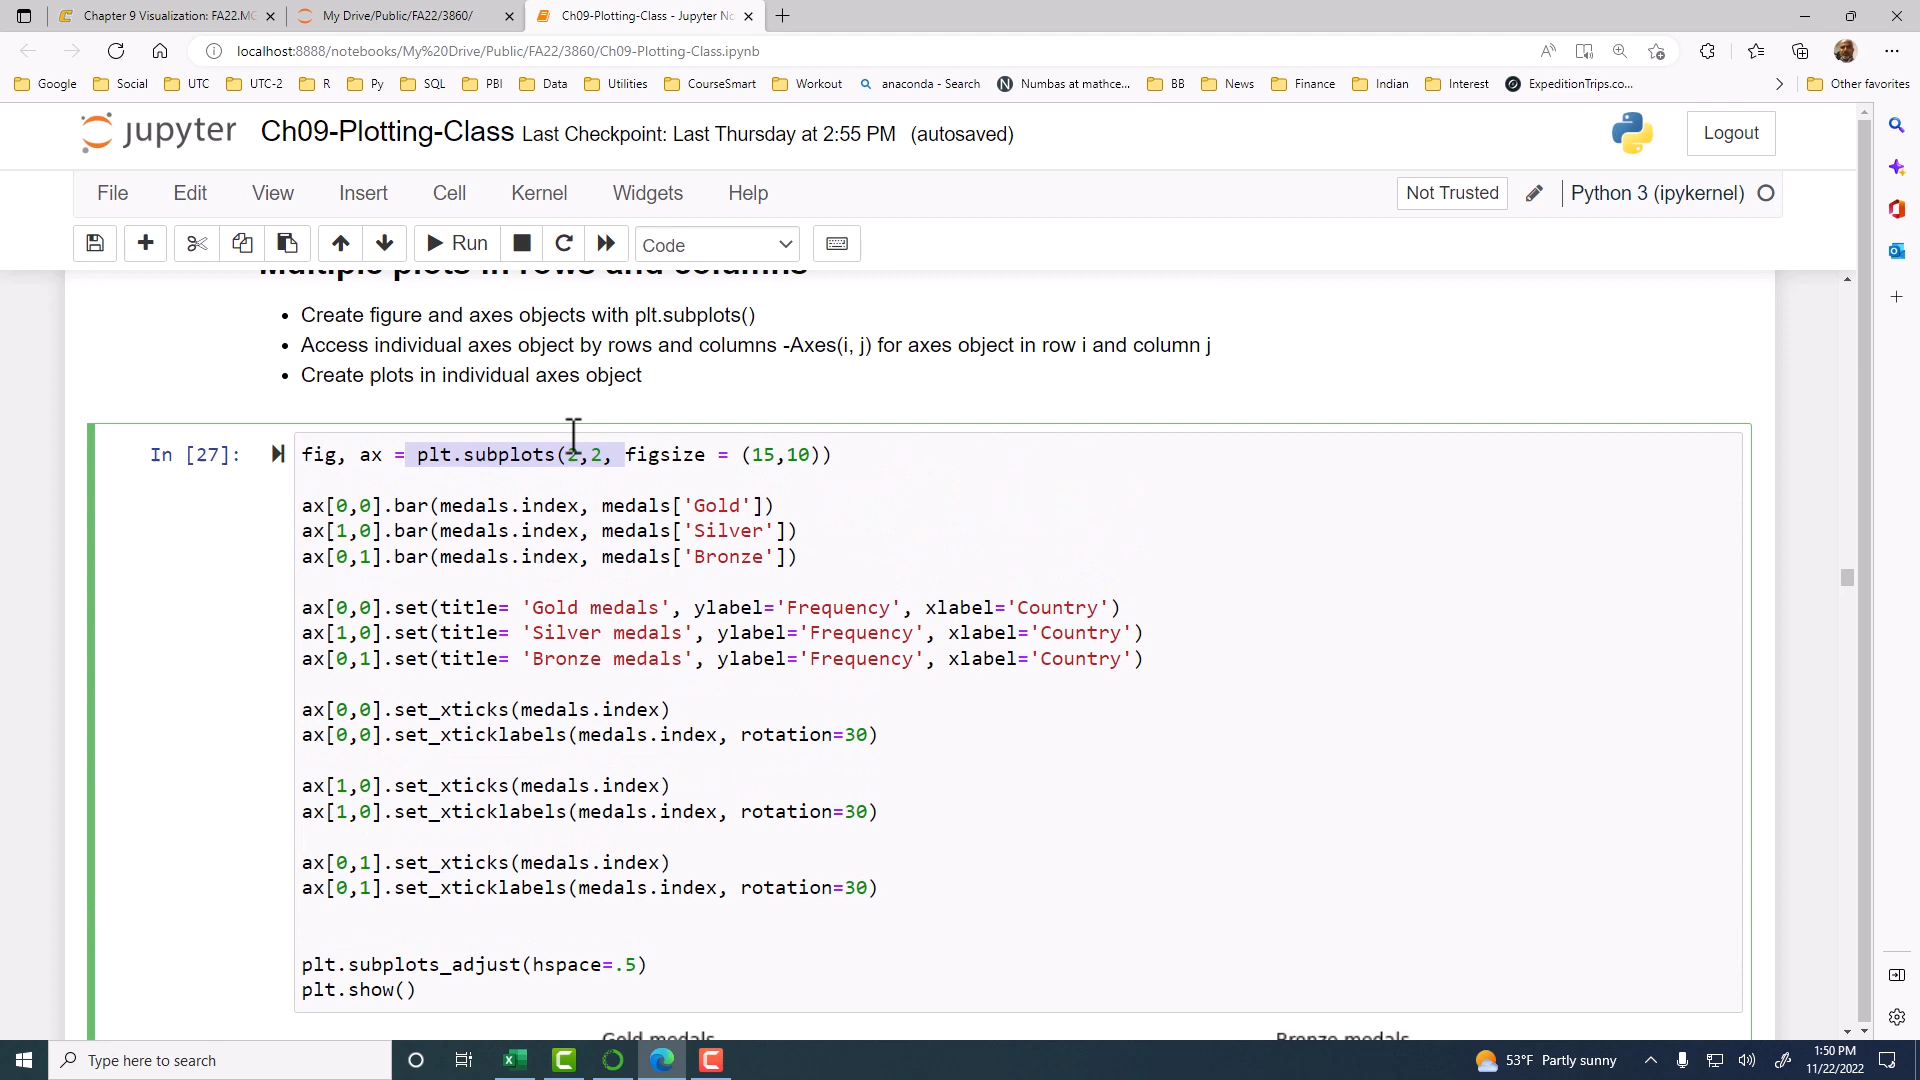 Chapter 9 Visualization: FA22.MG
My Drive/Public/FA22/3860/
Ch09-Plotting-Class - Jupyter No
localhost:8888/notebooks/My%20Drive/Public/FA22/3860/Ch09-Plotting-Class.ipynb
Google Social UTC UTC-2 R Py SQL PBI Data Utilities CourseSmart Workout anaconda - Search Numbas at mathce... BB News Finance Indian Interest ExpeditionTrips.co... Other favorites
jupyter Ch09-Plotting-Class Last Checkpoint: Last Thursday at 2:55 PM (autosaved) Logout
File Edit View Insert Cell Kernel Widgets Help Not Trusted Python 3 (ipykernel)
Run Code
Multiple plots in rows and columns
• Create figure and axes objects with plt.subplots()
• Access individual axes object by rows and columns -Axes(i, j) for axes object in row i and column j
• Create plots in individual axes object
In [27]: fig, ax = plt.subplots(2,2, figsize = (15,10))
ax[0,0].bar(medals.index, medals['Gold'])
ax[1,0].bar(medals.index, medals['Silver'])
ax[0,1].bar(medals.index, medals['Bronze'])
ax[0,0].set(title= 'Gold medals', ylabel='Frequency', xlabel='Country')
ax[1,0].set(title= 'Silver medals', ylabel='Frequency', xlabel='Country')
ax[0,1].set(title= 'Bronze medals', ylabel='Frequency', xlabel='Country')
ax[0,0].set_xticks(medals.index)
ax[0,0].set_xticklabels(medals.index, rotation=30)
ax[1,0].set_xticks(medals.index)
ax[1,0].set_xticklabels(medals.index, rotation=30)
ax[0,1].set_xticks(medals.index)
ax[0,1].set_xticklabels(medals.index, rotation=30)
plt.subplots_adjust(hspace=.5)
plt.show()
Gold medals Bronze medals
Type here to search
53°F Partly sunny
1:50 PM
11/22/2022